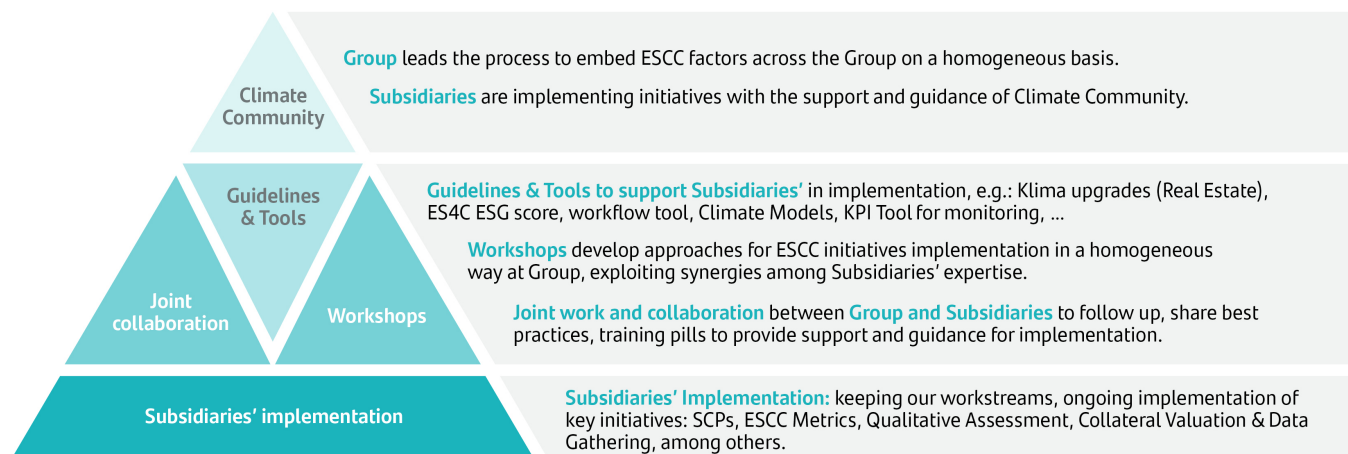 Climate
Community
Group leads the process to embed ESCC factors across the Group on a homogeneous basis.
Subsidiaries are implementing initiatives with the support and guidance of Climate Community.
Guidelines
& Tools
Joint
collaboration
Workshops
Guidelines & Tools to support Subsidiaries’ in implementation, e.g.: Klima upgrades (Real Estate),
ES4C ESG score, workflow tool, Climate Models, KPI Tool for monitoring, ...
Workshops develop approaches for ESCC initiatives implementation in a homogeneous
way at Group, exploiting synergies among Subsidiaries’ expertise.
Joint work and collaboration between Group and Subsidiaries to follow up, share best
practices, training pills to provide support and guidance for implementation.
Subsidiaries’ implementation
Subsidiaries’ Implementation: keeping our workstreams, ongoing implementation of
key initiatives: SCPs, ESCC Metrics, Qualitative Assessment, Collateral Valuation & Data
Gathering, among others.